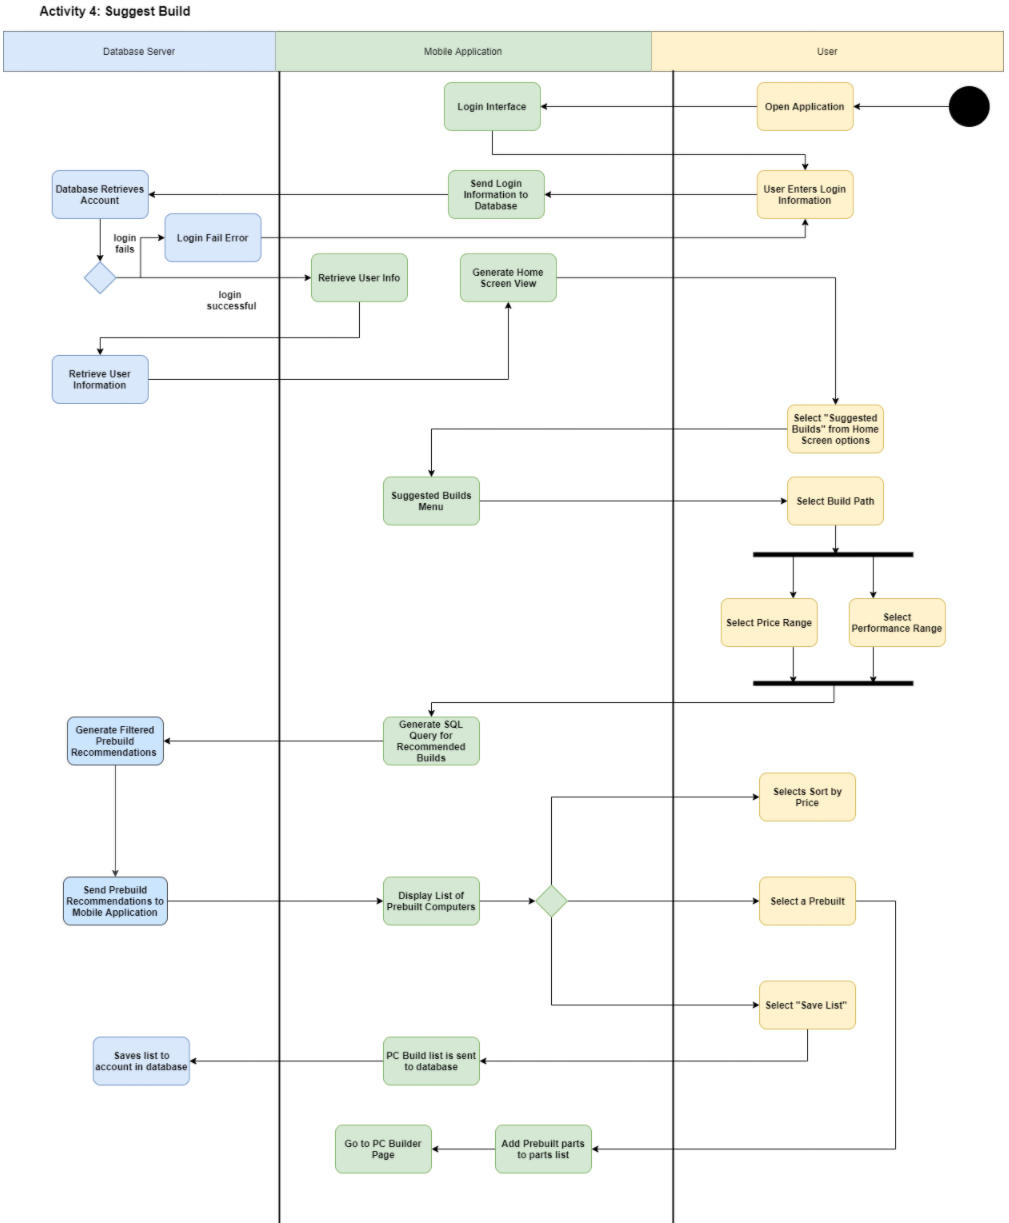 Activity 4: Suggest Build
Database Server
Mobile Application
User
Login Interface
Open Application
Database Retrieves
Account
Send Login
Information to
Database
User Enters Login
Information
login
fails
Login Fail Error
login
successful
Retrieve User Info
Generate Home
Screen View
Retrieve User
Information
Select "Suggested
Builds" from Home
Screen options
Suggested Builds
Menu
Select Build Path
Select Price Range
Select
Performance Range
Generate Filtered
Prebuild
Recommendations
Generate SQL
Query for
Recommended
Builds
Selects Sort by
Price
Send Prebuild
Recommendations to
Mobile Application
Display List of
Prebuilt Computers
Select a Prebuilt
Select "Save List"
Saves list to
account in database
PC Build list is sent
to database
Go to PC Builder
Page
Add Prebuilt parts
to parts list